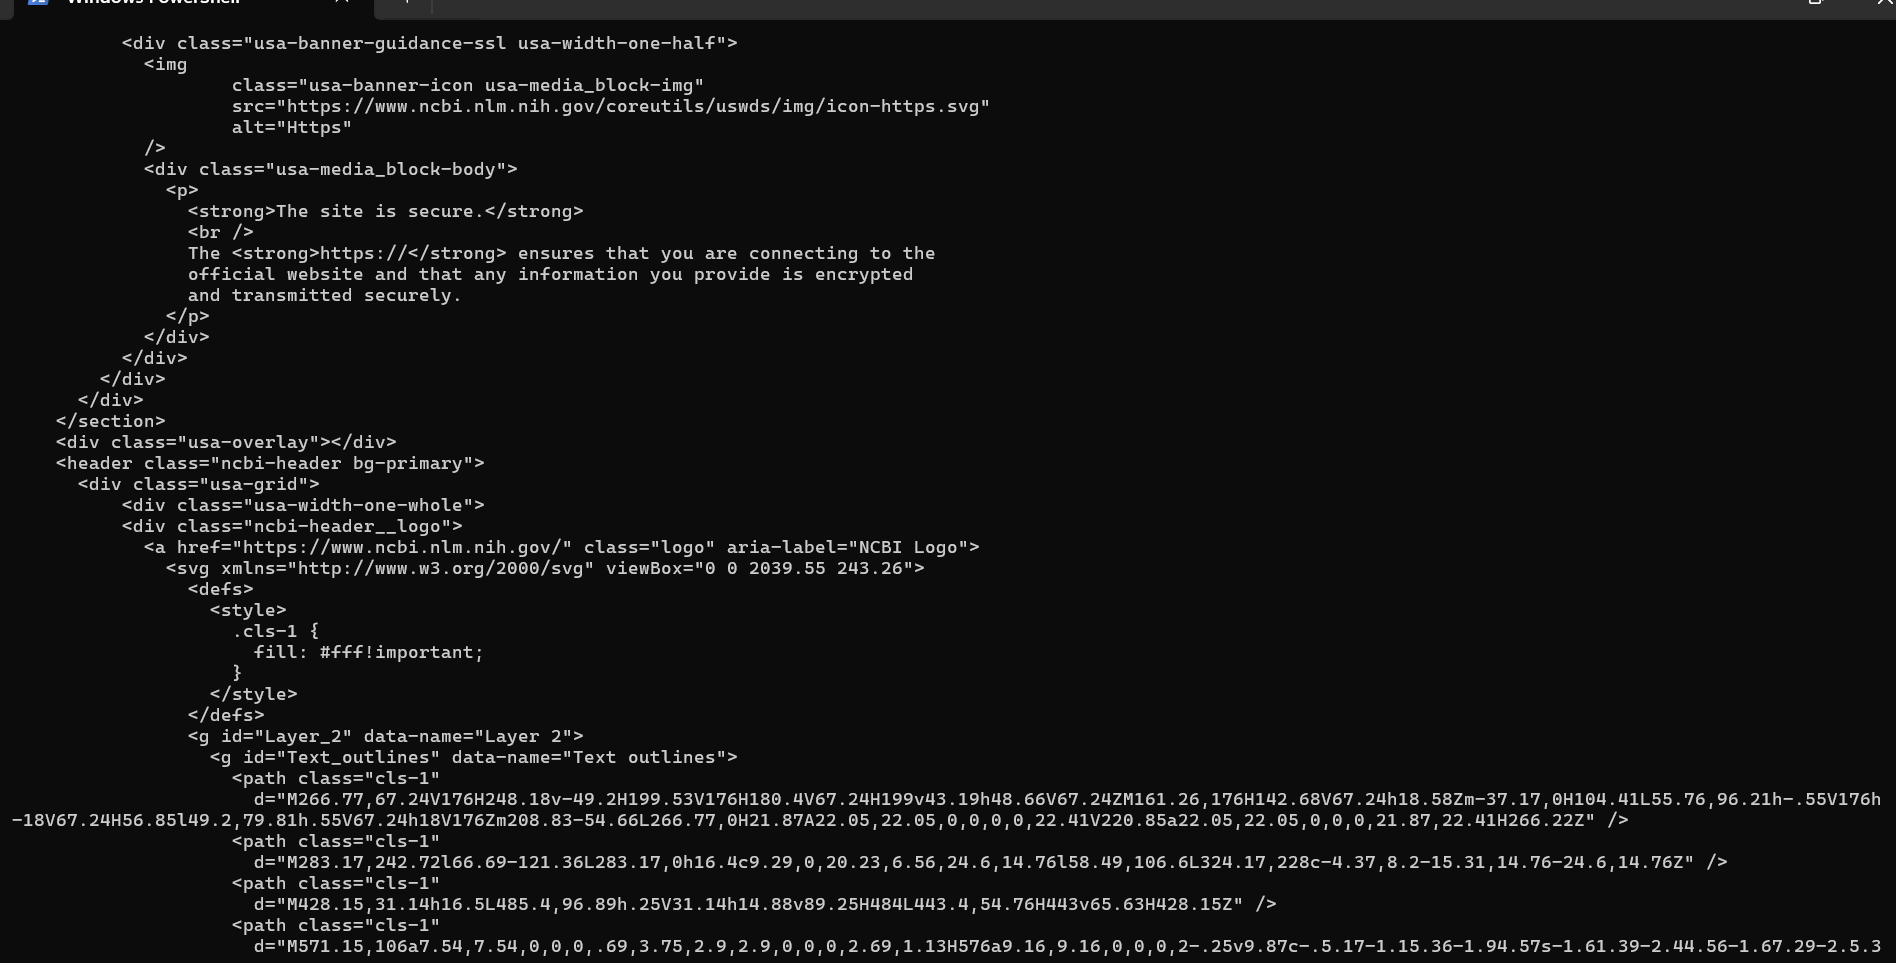 Windows PowerShell
<div class="usa-banner-guidance-ssl usa-width-one-half">
<img
class="usa-banner-icon usa-media_block-img"
src="https://www.ncbi.nlm.nih.gov/coreutils/uswds/img/icon-https.svg"
alt="Https"
/>
<div class="usa-media_block-body">
<p>
<strong>The site is secure.</strong>
<br />
The <strong>https://</strong> ensures that you are connecting to the
official website and that any information you provide is encrypted
and transmitted securely.
</p>
</div>
</div>
</div>
</div>
</section>
<div class="usa-overlay"></div>
<header class="ncbi-header bg-primary">
<div class="usa-grid">
<div class="usa-width-one-whole">
<div class="ncbi-header__logo">
<a href="https://www.ncbi.nlm.nih.gov/" class="logo" aria-label="NCBI Logo">
<svg xmlns="http://www.w3.org/2000/svg" viewBox="0 0 2039.55 243.26">
<defs>
<style>
.cls-1 {
fill: #fff!important;
}
</style>
</defs>
<g id="Layer_2" data-name="Layer 2">
<g id="Text_outlines" data-name="Text outlines">
<path class="cls-1"
d="M266.77,67.24V176H248.18v-49.2H199.53V176H180.4V67.24H199v43.19h48.66V67.24ZM161.26,176H142.68V67.24h18.58Zm-37.17,0H104.41L55.76,96.21h-.55V176h
-18V67.24H56.85l49.2,79.81h.55V67.24h18V176Zm208.83-54.66L266.77,0H21.87A22.05,22.05,0,0,0,0,22.41V220.85a22.05,22.05,0,0,0,21.87,22.41H266.22Z" />
<path class="cls-1"
d="M283.17,242.72l66.69-121.36L283.17,0h16.4c9.29,0,20.23,6.56,24.6,14.76l58.49,106.6L324.17,228c-4.37,8.2-15.31,14.76-24.6,14.76Z" />
<path class="cls-1"
d="M428.15,31.14h16.5L485.4,96.89h.25V31.14h14.88v89.25H484L443.4,54.76H443v65.63H428.15Z" />
<path class="cls-1"
d="M571.15,106a7.54,7.54,0,0,0,.69,3.75,2.9,2.9,0,0,0,2.69,1.13H576a9.16,9.16,0,0,0,2-.25v9.87c-.5.17-1.15.36-1.94.57s-1.61.39-2.44.56-1.67.29-2.5.3